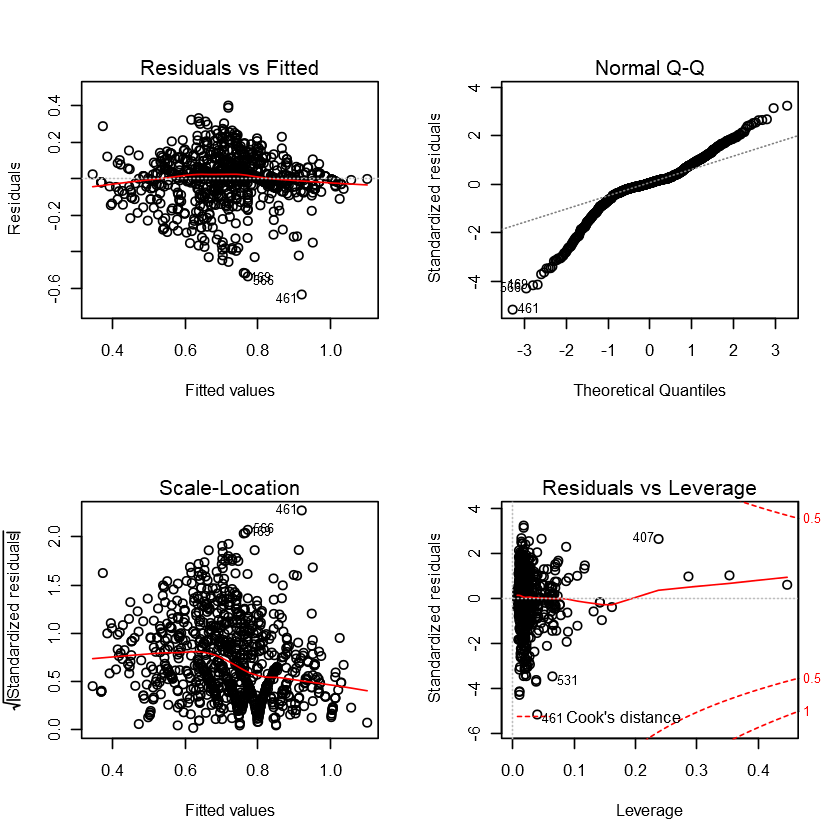 Residuals vs Fitted
Residuals
0.4
0.2
-0.2
-0.6
169
566
461
0.4 0.6 0.8 1.0
Fitted values
Normal Q-Q
Standardized residuals
4
2
0
-2
-4
169
566
461
-3 -2 -1 0 1 2 3
Theoretical Quantiles
Scale-Location
√|Standardized residuals|
2.0
1.5
1.0
0.5
0.0
461
566
169
0.4 0.6 0.8 1.0
Fitted values
Residuals vs Leverage
Standardized residuals
4
2
0
-2
-4
-6
407
531
461
Cook's distance
0.5
0.5
1
0.0 0.1 0.2 0.3 0.4
Leverage